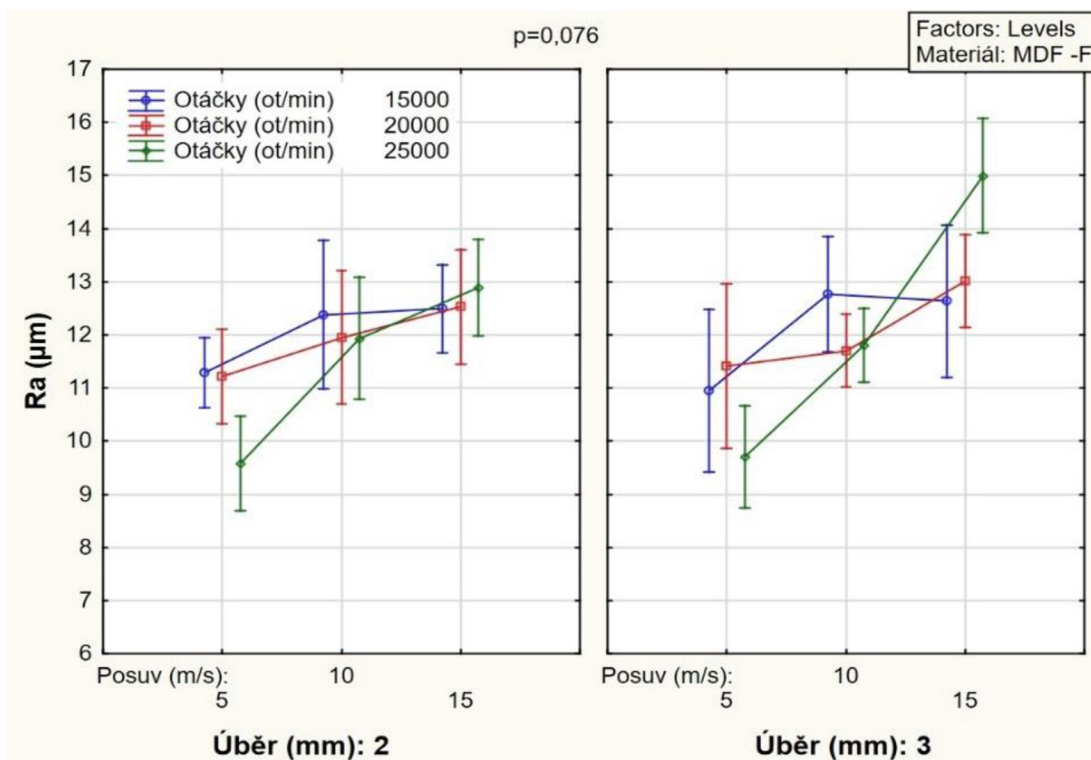 p=0,076
Factors: Levels
Materiál: MDF -F
17
16
15
14
13
12
11
10
9
8
7
6
Ra (µm)
Otáčky (ot/min) 15000
Otáčky (ot/min) 20000
Otáčky (ot/min) 25000
Posuv (m/s): 10 Posuv (m/s): 10
5 15 5 15
Úběr (mm): 2 Úběr (mm): 3